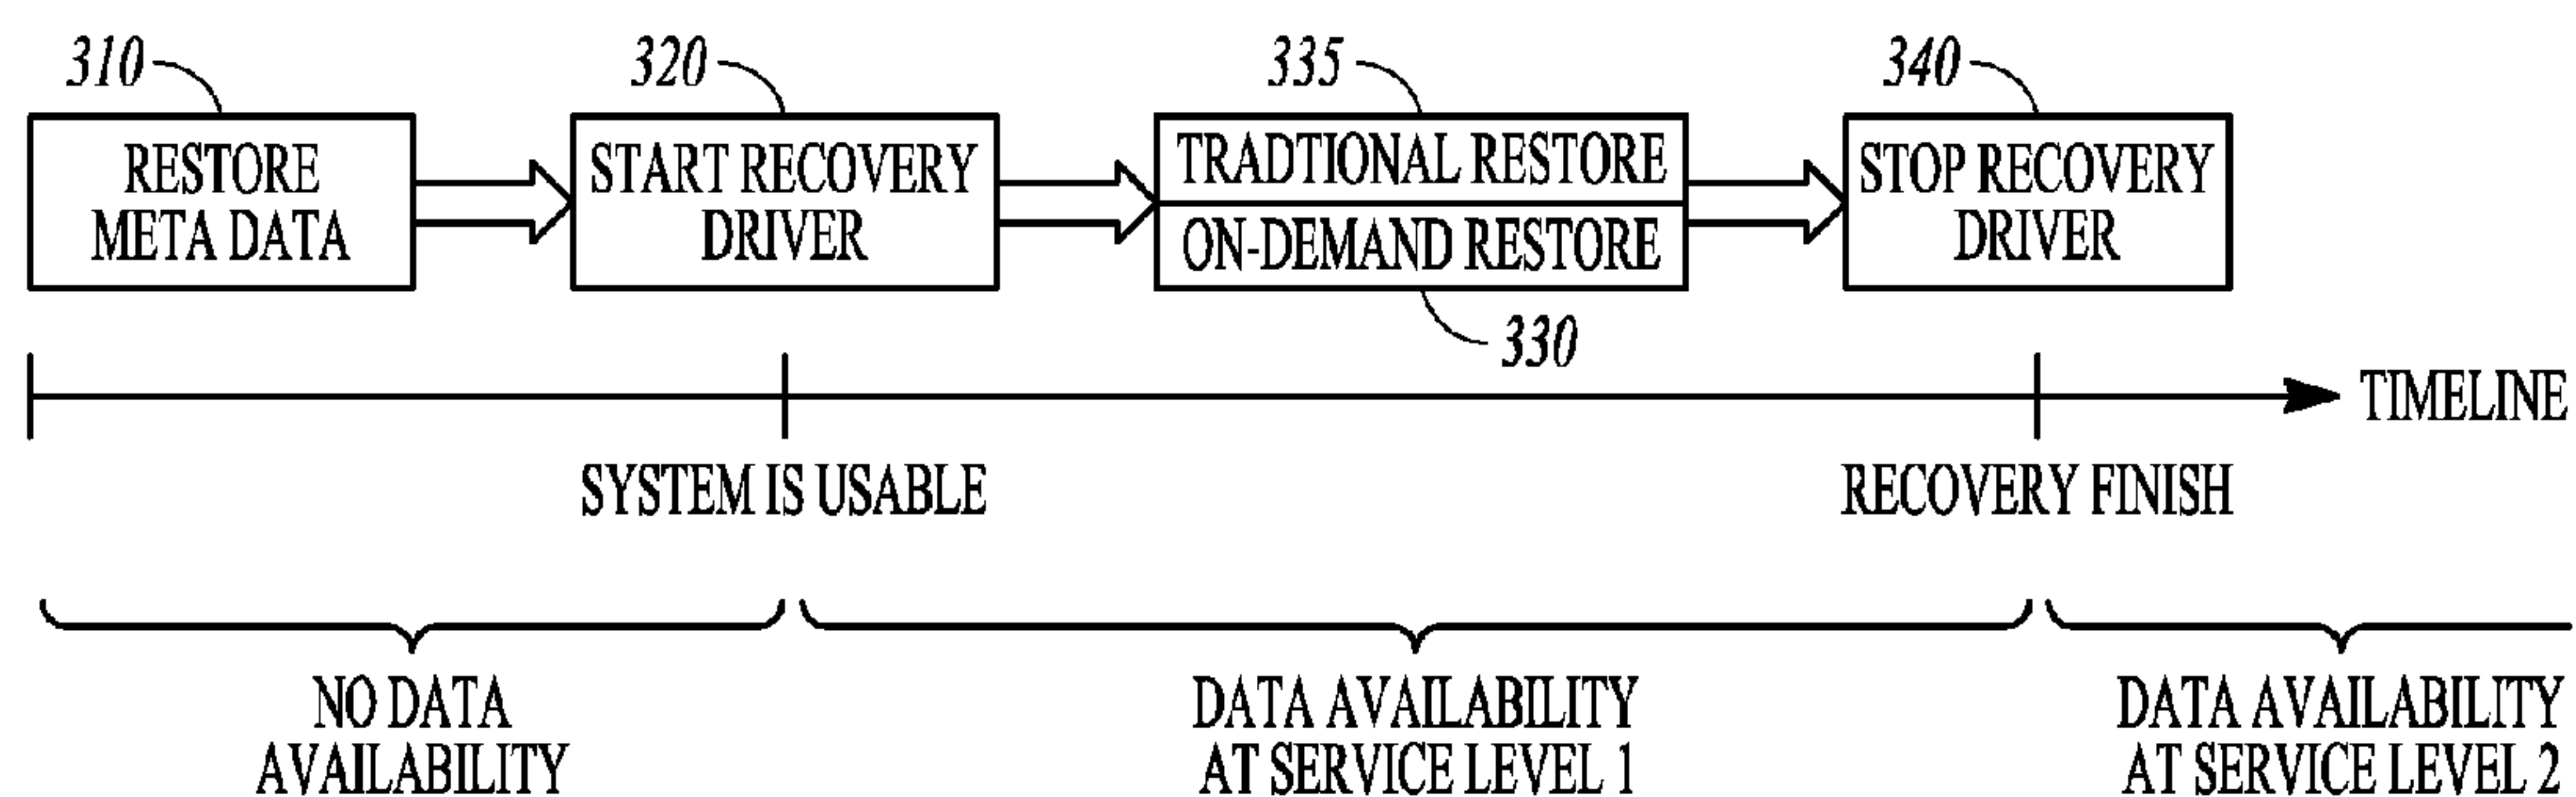 310
320
335
340
RESTORE
META DATA
START RECOVERY
DRIVER
TRADTIONAL RESTORE
ON-DEMAND RESTORE
STOP RECOVERY
DRIVER
330
TIMELINE
SYSTEM IS USABLE
RECOVERY FINISH
NO DATA
AVAILABILITY
DATA AVAILABILITY
AT SERVICE LEVEL 1
DATA AVAILABILITY
AT SERVICE LEVEL 2